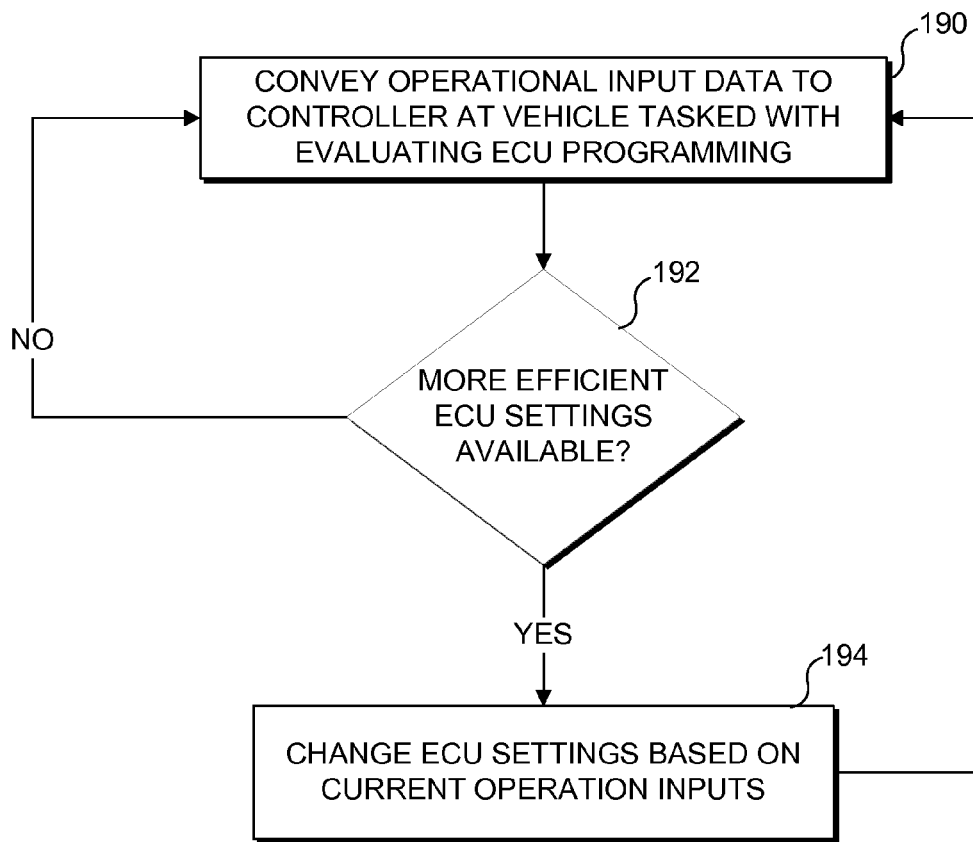 190
CONVEY OPERATIONAL INPUT DATA TO
CONTROLLER AT VEHICLE TASKED WITH
EVALUATING ECU PROGRAMMING
192
NO
MORE EFFICIENT
ECU SETTINGS
AVAILABLE?
YES
194
CHANGE ECU SETTINGS BASED ON
CURRENT OPERATION INPUTS